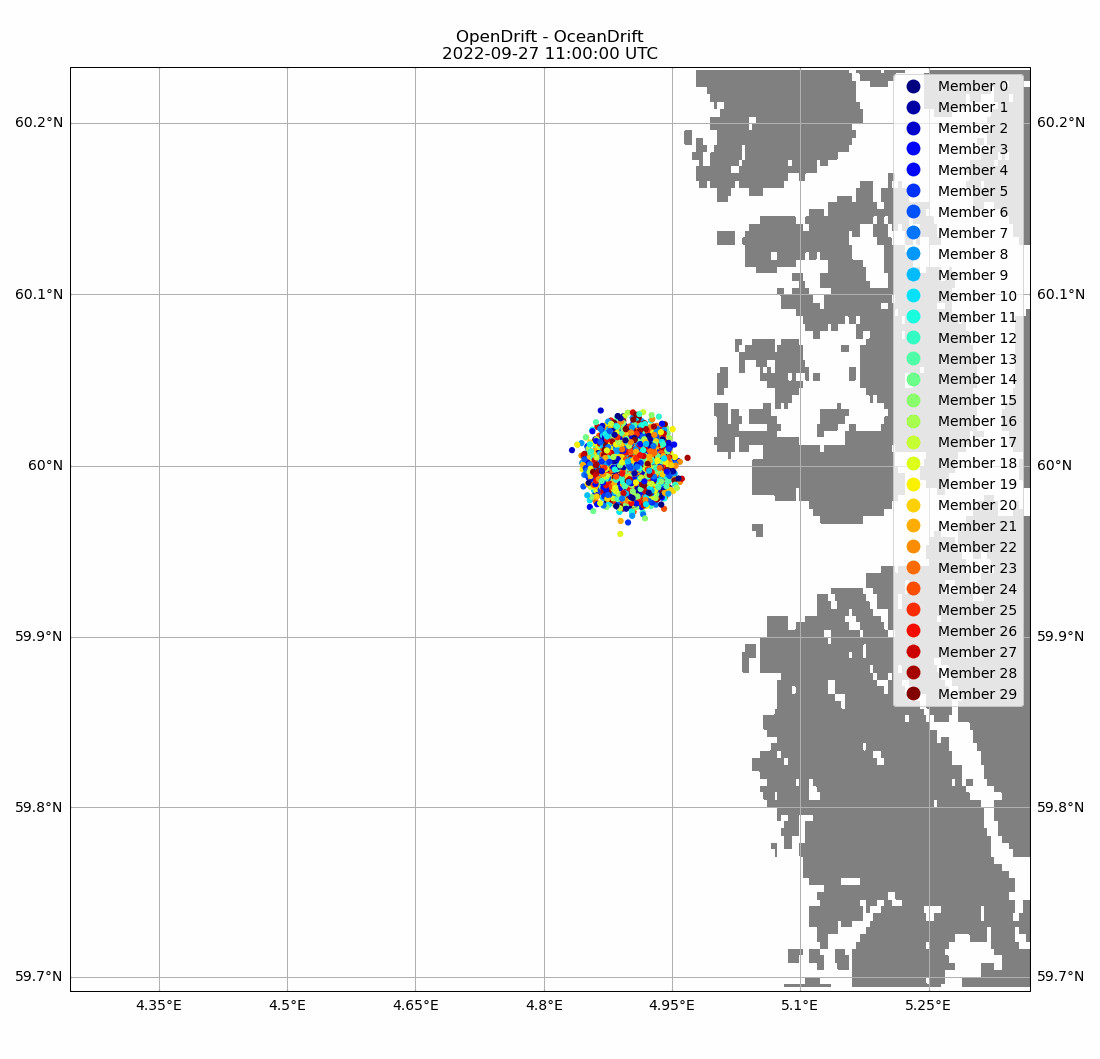 OpenDrift - OceanDrift
2022-09-27 11:00:00 UTC
Member 0
Member 1
Member 2
Member 3
Member 4
Member 5
Member 6
Member 7
Member 8
Member 9
Member 10
Member 11
Member 12
Member 13
Member 14
Member 15
Member 16
Member 17
Member 18
Member 19
Member 20
Member 21
Member 22
Member 23
Member 24
Member 25
Member 26
Member 27
Member 28
Member 29
60.2°N
60.2°N
60.1°N
60.1°N
60°N
60°N
59.9°N
59.9°N
59.8°N
59.8°N
59.7°N
59.7°N
4.35°E
4.5°E
4.65°E
4.8°E
4.95°E
5.1°E
5.25°E